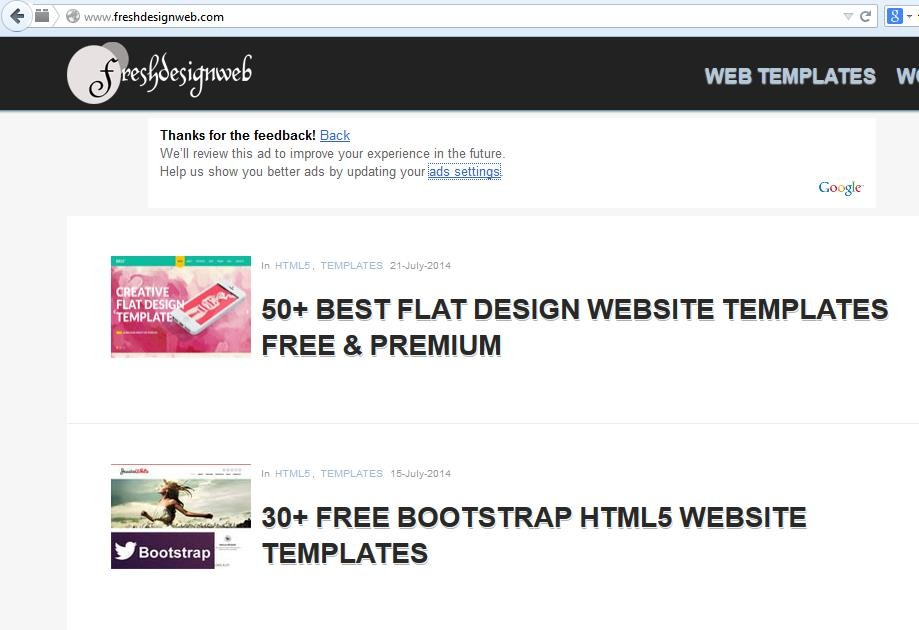 www.freshdesignweb.com
freshdesignweb
WEB TEMPLATES
Thanks for the feedback! Back
We'll review this ad to improve your experience in the future.
Help us show you better ads by updating your ads settings.
Google
In HTML5, TEMPLATES 21-July-2014
CREATIVE
FLAT DESIGN
TEMPLATE
50+ BEST FLAT DESIGN WEBSITE TEMPLATES
FREE & PREMIUM
In HTML5, TEMPLATES 15-July-2014
Bootstrap
30+ FREE BOOTSTRAP HTML5 WEBSITE
TEMPLATES